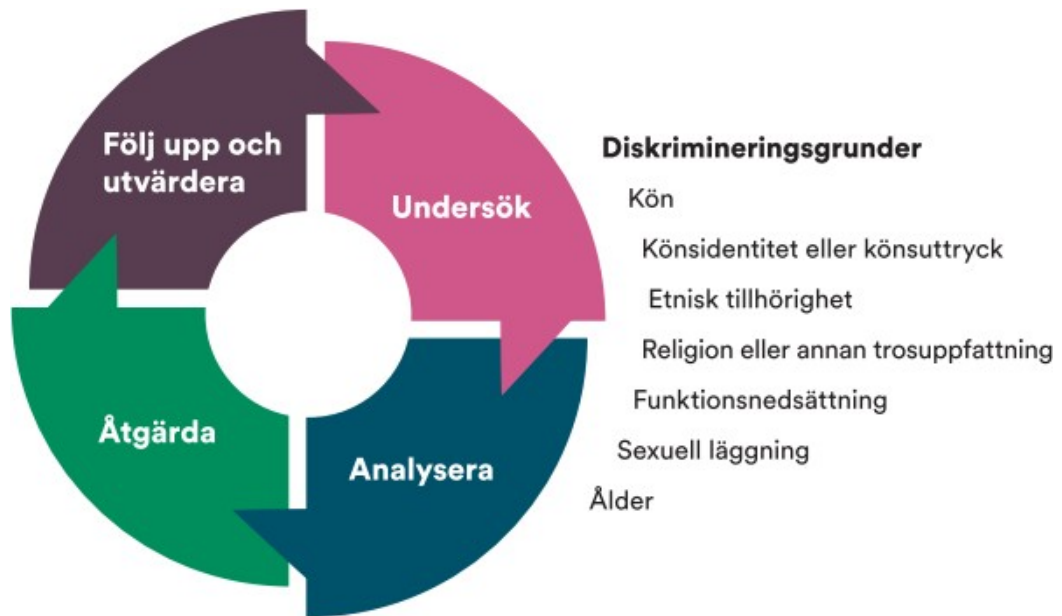 Följ upp och
utvärdera
Undersök
Åtgärda
Analysera
Diskrimineringsgrunder
Kön
Könsidentitet eller könsuttryck
Etnisk tillhörighet
Religion eller annan trosuppfattning
Funktionsnedsättning
Sexuell läggning
Ålder